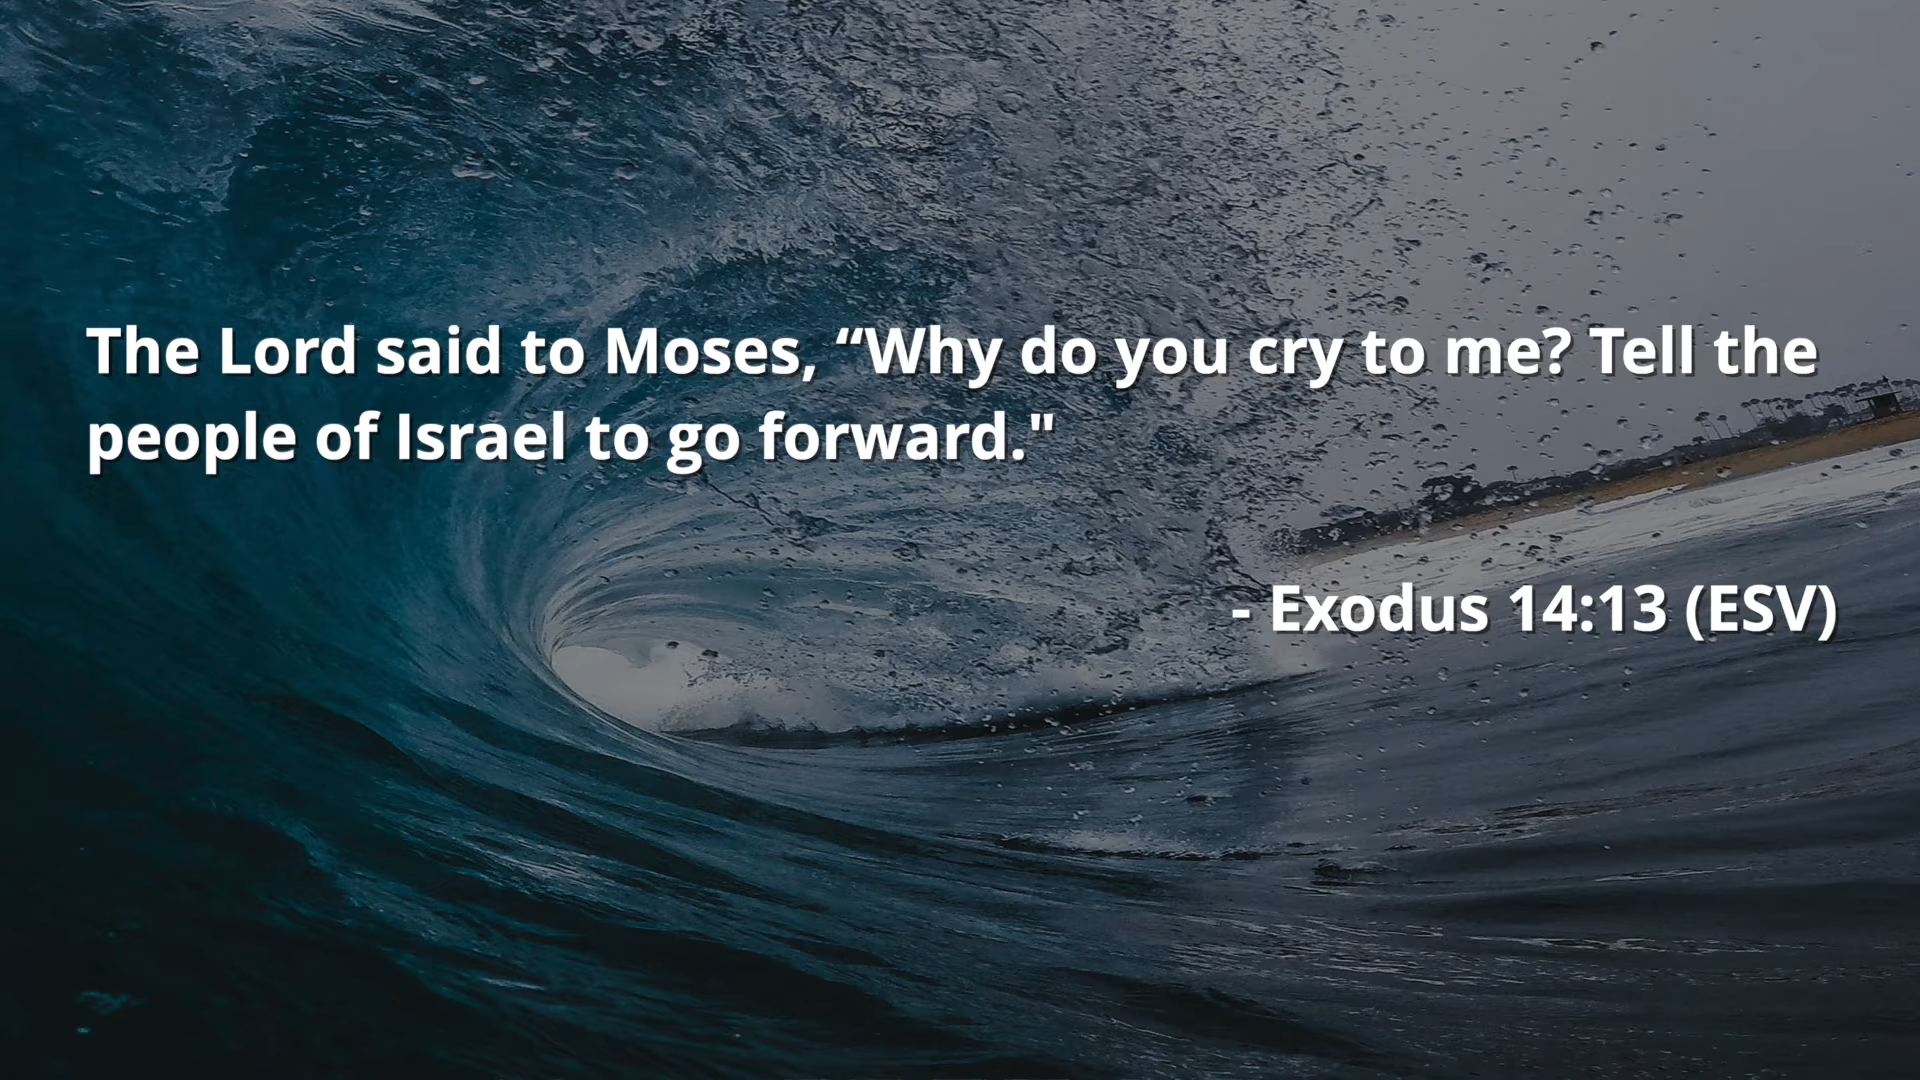 The Lord said to Moses, “Why do you cry to me? Tell the
people of Israel to go forward."
- Exodus 14:13 (ESV)